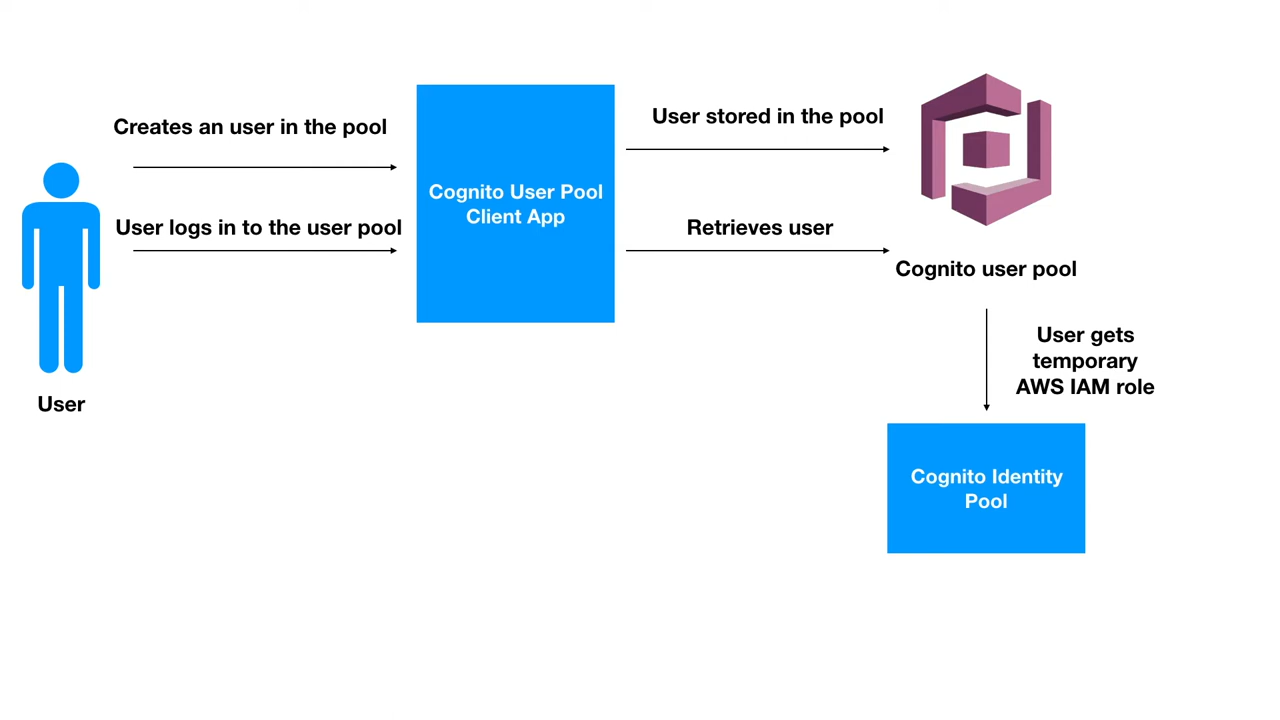 Creates an user in the pool
User logs in to the user pool
User
Cognito User Pool
Client App
User stored in the pool
Retrieves user
Cognito user pool
User gets
temporary
AWS IAM role
Cognito Identity
Pool